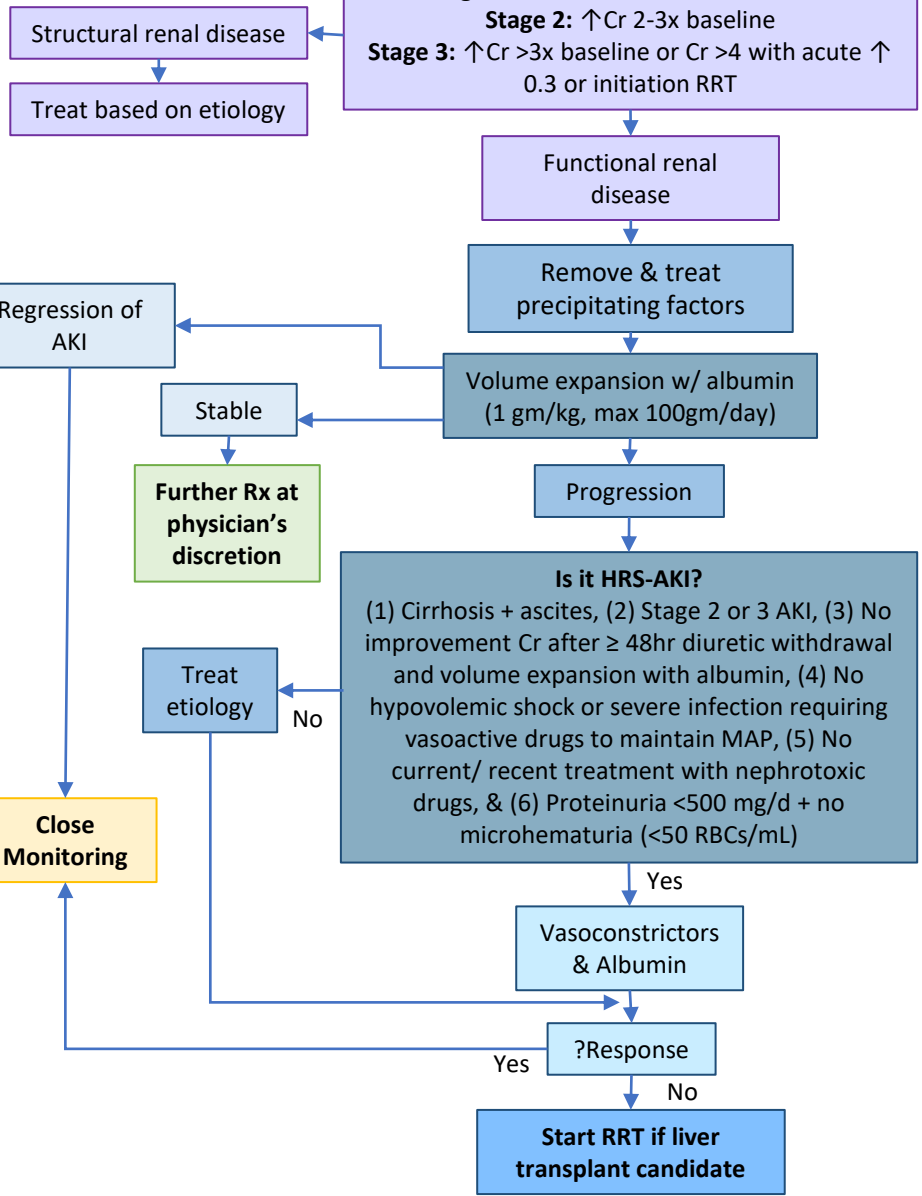 Stage 2: ↑Cr 2-3x baseline
Stage 3: ↑Cr >3x baseline or Cr >4 with acute ↑
0.3 or initiation RRT
Structural renal disease
Treat based on etiology
Functional renal
disease
Remove & treat
precipitating factors
Regression of
AKI
Volume expansion w/ albumin
(1 gm/kg, max 100gm/day)
Stable
Further Rx at
physician’s
discretion
Progression
Is it HRS-AKI?
(1) Cirrhosis + ascites, (2) Stage 2 or 3 AKI, (3) No
improvement Cr after ≥ 48hr diuretic withdrawal
and volume expansion with albumin, (4) No
hypovolemic shock or severe infection requiring
vasoactive drugs to maintain MAP, (5) No
current/ recent treatment with nephrotoxic
drugs, & (6) Proteinuria <500 mg/d + no
microhematuria (<50 RBCs/mL)
Treat
etiology
No
Close
Monitoring
Yes
Vasoconstrictors
& Albumin
?Response
Yes
No
Start RRT if liver
transplant candidate